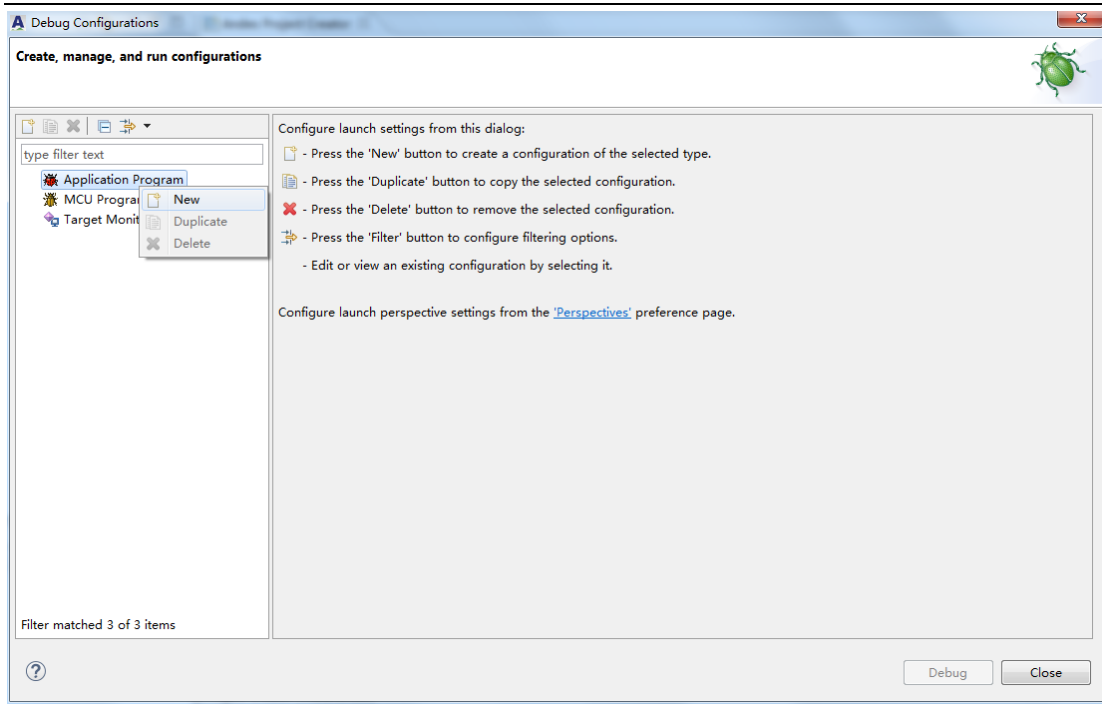 Debug Configurations
Create, manage, and run configurations
type filter text
Application Program
MCU Progra
Target Monit
New
Duplicate
Delete
Filter matched 3 of 3 items
Configure launch settings from this dialog:
- Press the 'New' button to create a configuration of the selected type.
- Press the 'Duplicate' button to copy the selected configuration.
- Press the 'Delete' button to remove the selected configuration.
- Press the 'Filter' button to configure filtering options.
- Edit or view an existing configuration by selecting it.
Configure launch perspective settings from the 'Perspectives' preference page.
Debug
Close